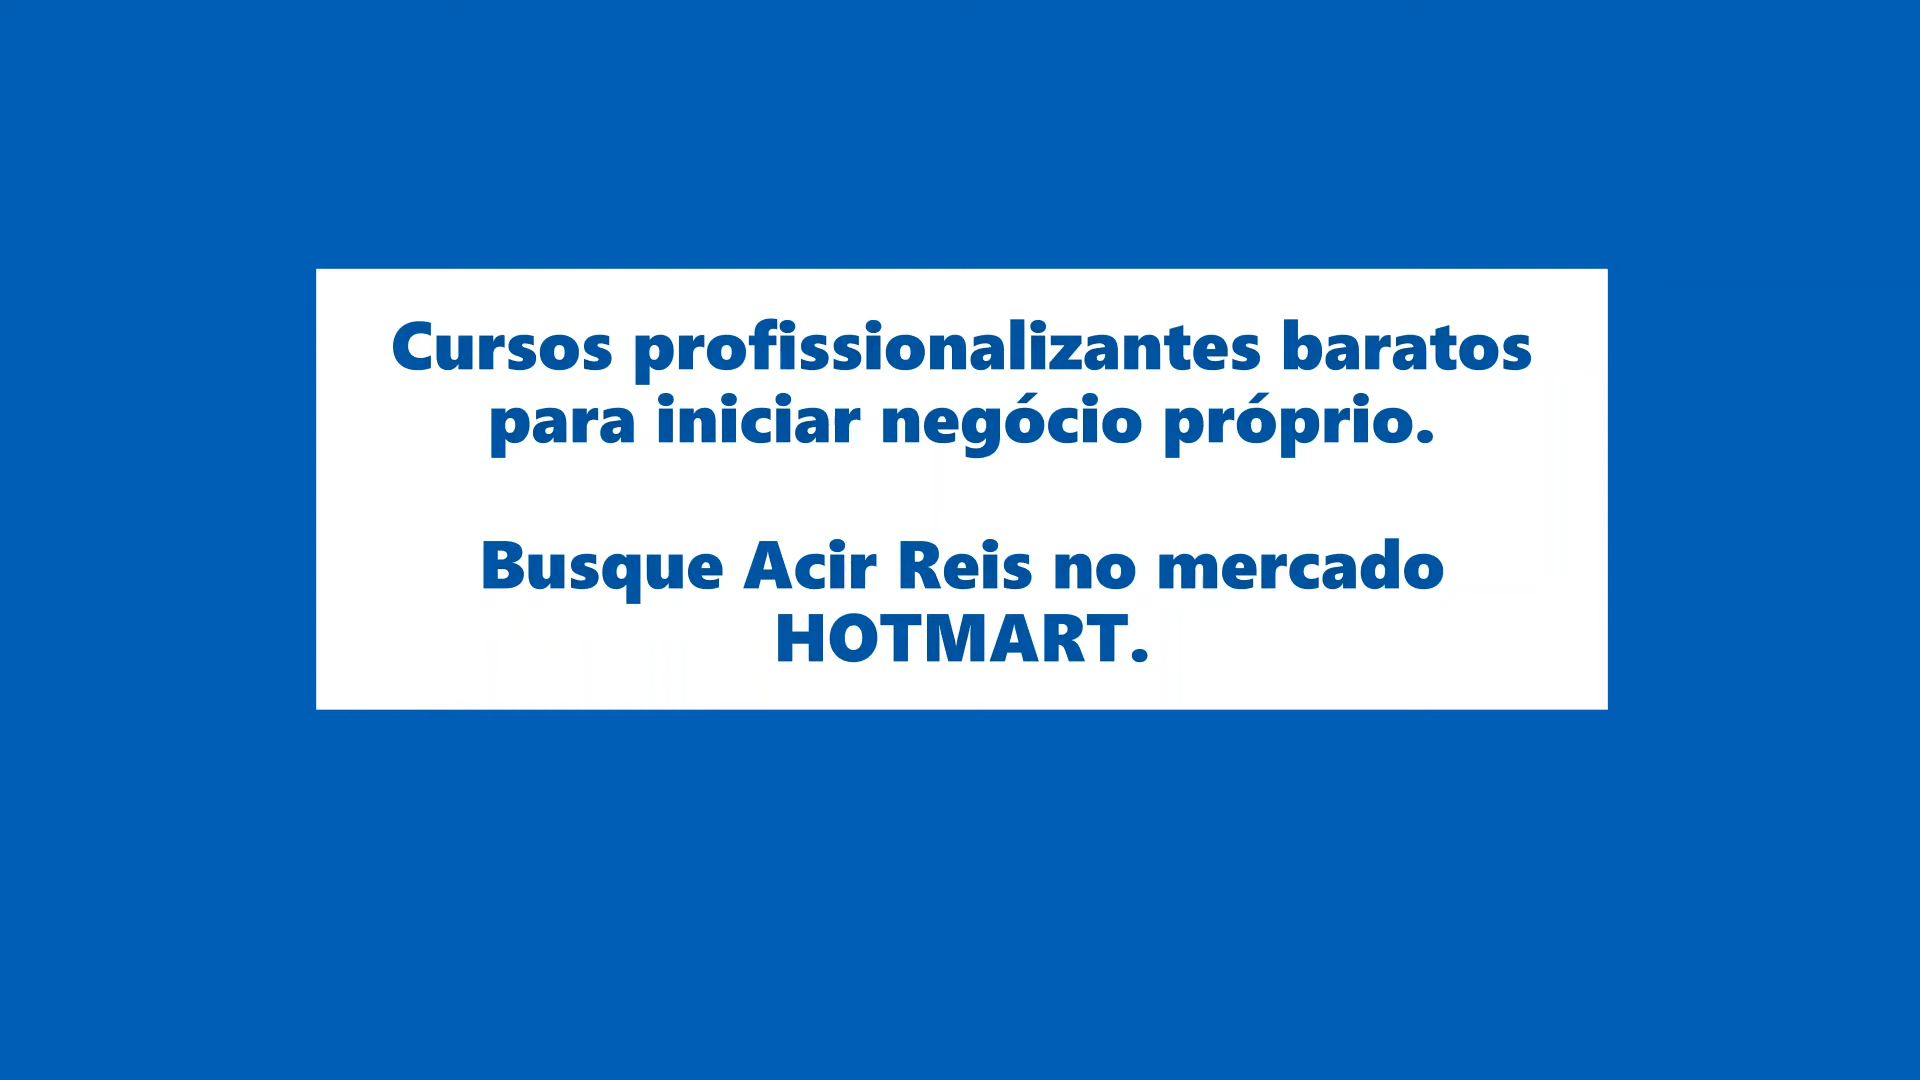 Cursos profissionalizantes baratos
para iniciar negócio próprio.
Busque Acir Reis no mercado
HOTMART.